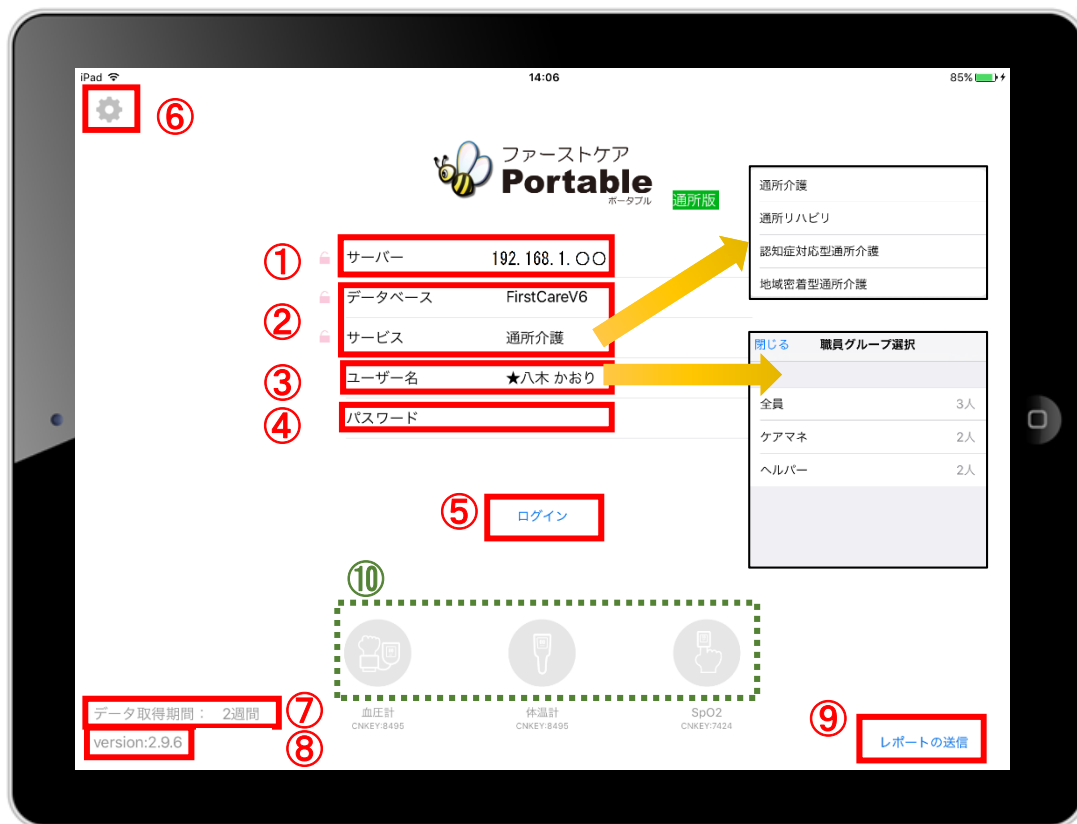 iPad 14:06 85%
⑥
ファーストケア
Portable
ポータブル 通所版
① サーバー 192.168.1.〇〇
② データベース FirstCareV6
サービス 通所介護
③ ユーザー名 ★八木 かおり
④ パスワード
⑤ ログイン
通所介護
通所リハビリ
認知症対応型通所介護
地域密着型通所介護
閉じる 職員グループ選択
全員 3人
ケアマネ 2人
ヘルパー 2人
⑩
血圧計 体温計 SpO2
CNKEY:8495 CNKEY:8495 CNKEY:7424
データ取得期間： 2週間 ⑦
version:2.9.6 ⑧
⑨
レポートの送信